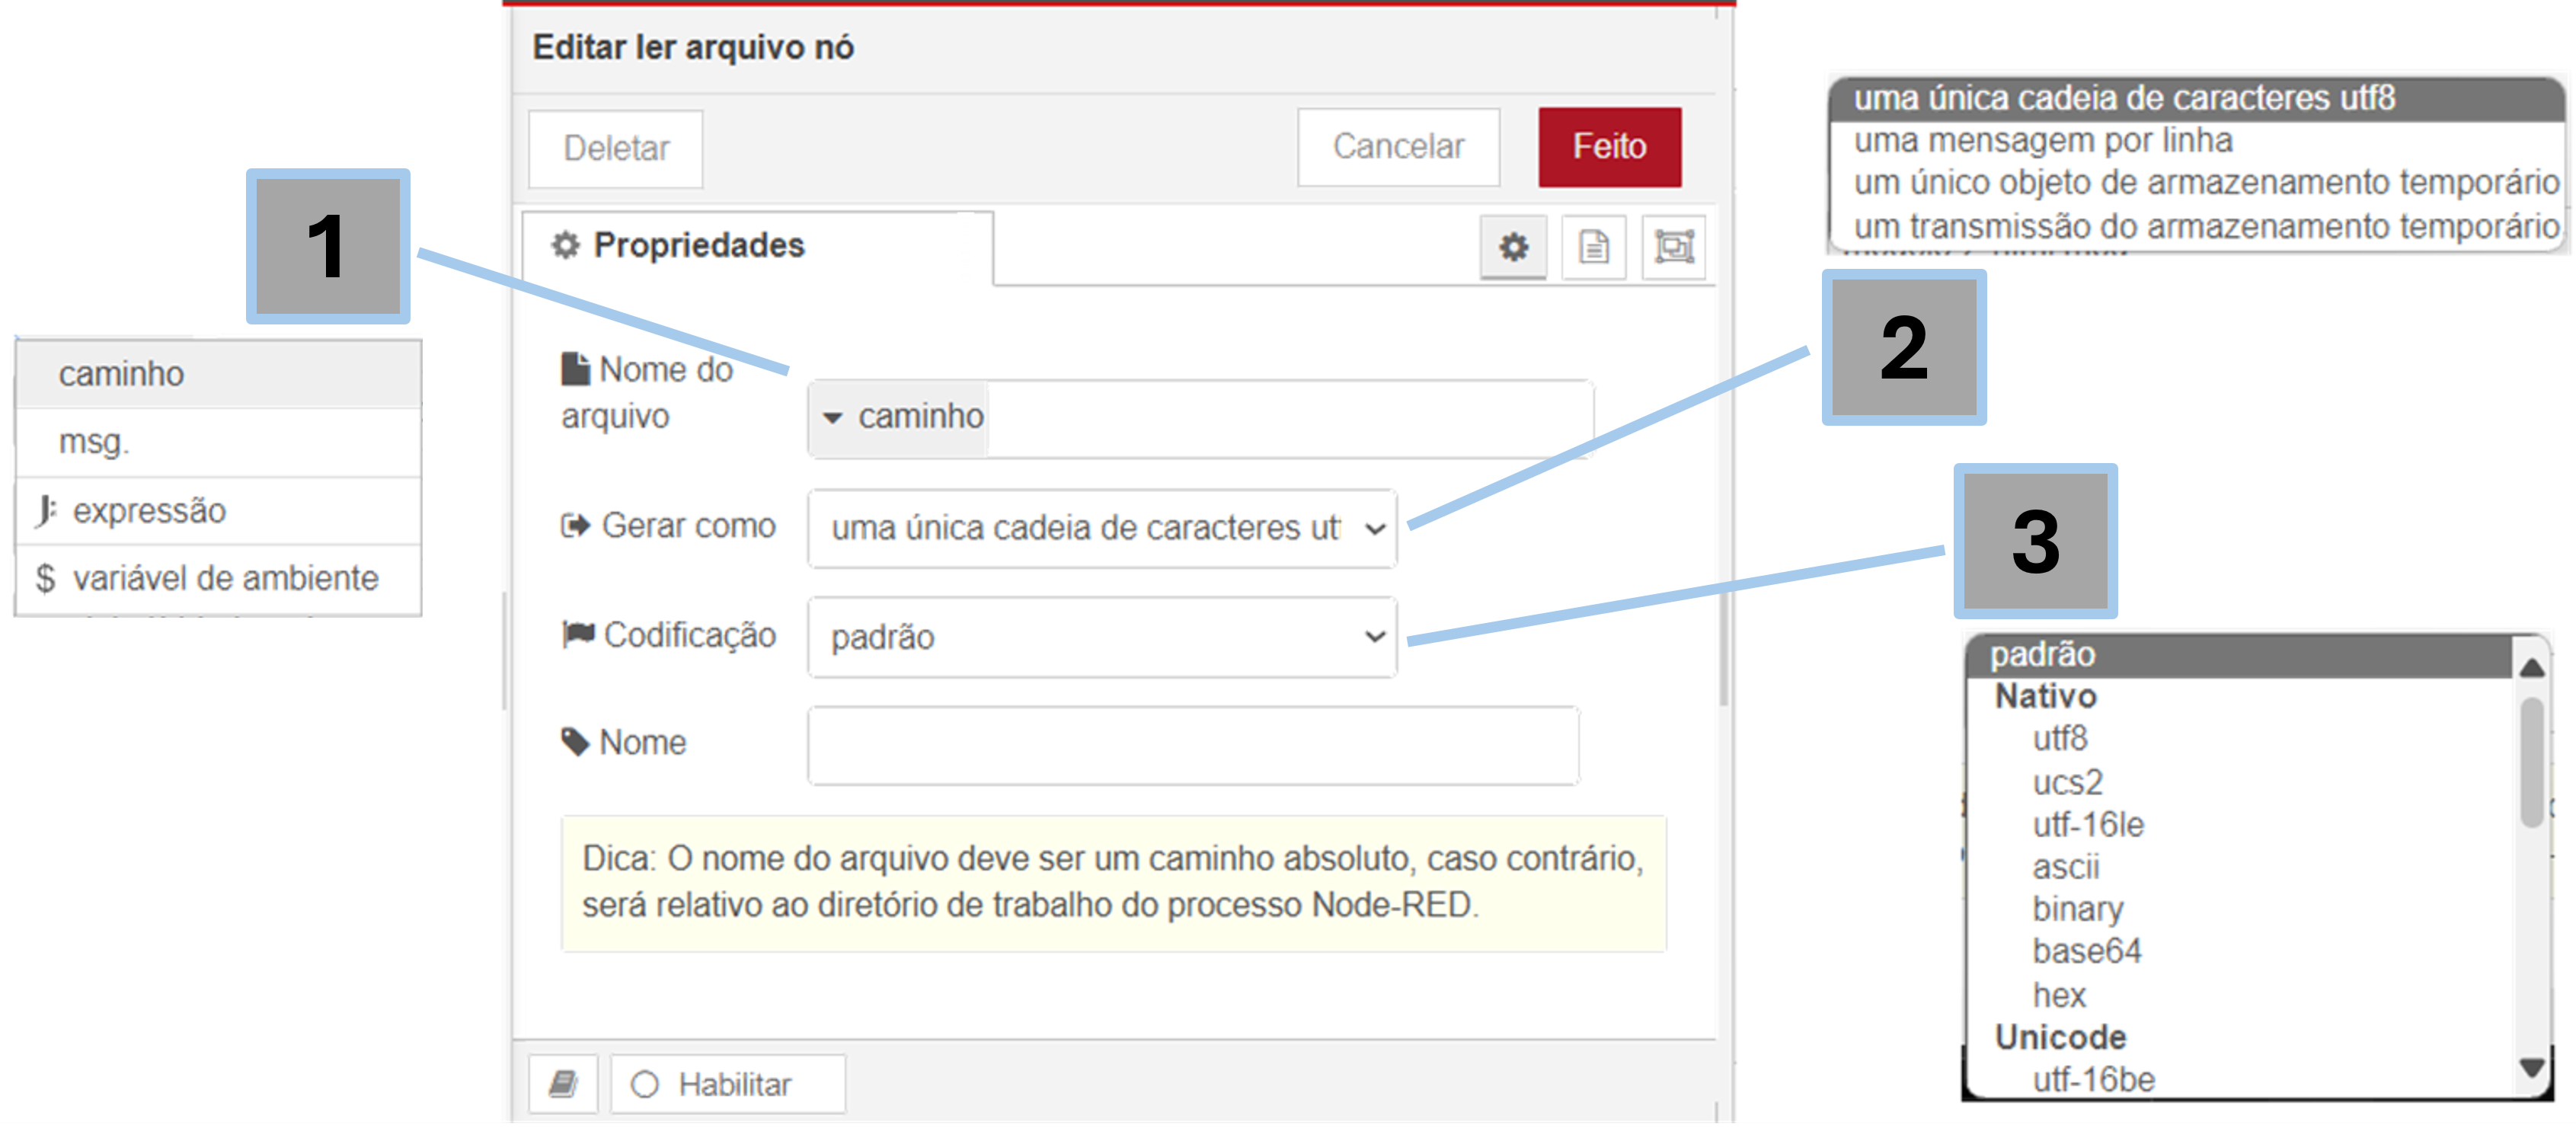 Editar ler arquivo nó
Deletar
Cancelar
Feito
Propriedades
1
caminho
msg.
expressão
$ variável de ambiente
Nome do
arquivo
caminho
Gerar como
uma única cadeia de caracteres utf
Codificação
padrão
Nome
Dica: O nome do arquivo deve ser um caminho absoluto, caso contrário,
será relativo ao diretório de trabalho do processo Node-RED.
Habilitar
uma única cadeia de caracteres utf8
uma mensagem por linha
um único objeto de armazenamento temporário
um transmissão do armazenamento temporário
2
3
padrão
Nativo
utf8
ucs2
utf-16le
ascii
binary
base64
hex
Unicode
utf-16be